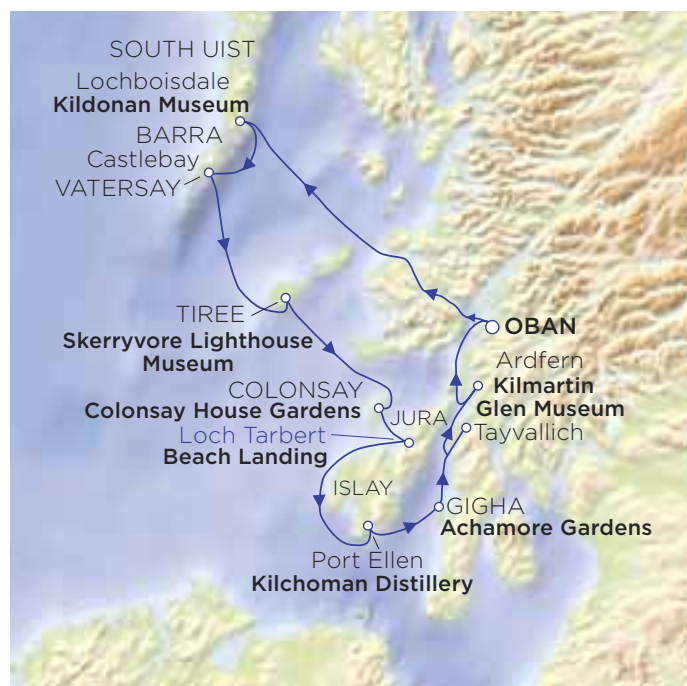 SOUTH UIST
Lochboisdale
Kildonan Museum
BARRA
Castlebay
VATERSAY
TIREE
Skerryvore Lighthouse
Museum
OBAN
Ardfern
Kilmartin
Glen Museum
Tayvallich
COLONSAY
Colonsay House Gardens
JURA
Loch Tarbert
Beach Landing
ISLAY
GIGHA
Achamore Gardens
Port Ellen
Kilchoman Distillery